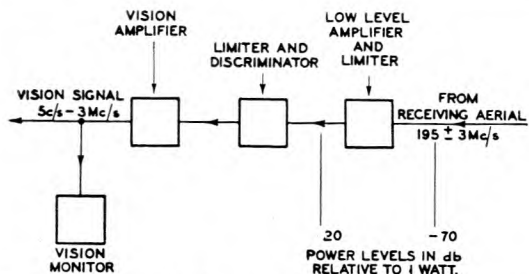 VISION
AMPLIFIER
LIMITER AND
DISCRIMINATOR
LOW LEVEL
AMPLIFIER
AND
LIMITER
VISION SIGNAL
5c/s - 3Mc/s
FROM
RECEIVING AERIAL
195 ± 3Mc/s
VISION
MONITOR
20
-70
POWER LEVELS IN db
RELATIVE TO 1 WATT.